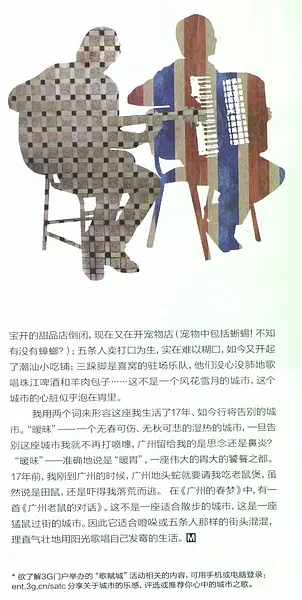 宝开的甜品店倒闭，现在又在开宠物店（宠物中包括蜥蜴！不知
有没有蟑螂？）；五条人卖打口为生，实在难以糊口，如今又开起
了潮汕小吃铺；三跺脚是喜窝的驻场乐队，他们没心没肺地歌
唱珠江啤酒和羊肉包子……这不是一个风花雪月的城市，这个
城市的心脏似乎泡在胃里。
我用两个词来形容这座我生活了17年、如今行将告别的城
市。“暧昧”——一个无春可伤、无秋可悲的湿热的城市，一旦告
别这座城市我就不再打喷嚏，广州留给我的是思念还是鼻炎？
“暖味”——准确地说是“暖胃”，一座伟大的胃大的饕餮之都。
17年前，我刚到广州的时候，广州地头蛇就要请我吃老鼠煲，虽
然说是田鼠，还是吓得我落荒而逃。 在《广州的春梦》中，有一
首《广州老鼠的对话》。这不是一座适合散步的城市，这是一座
猛鼠过街的城市。因此它适合噔哚或五条人那样的街头混混，
理直气壮地用阳光歌唱自己发霉的生活。M
* 欲了解3G门户举办的“歌赋城”活动相关的内容，可用手机或电脑登录：
ent.3g.cn/satc 分享关于城市的乐感，评选或推荐你心中的城市之歌。